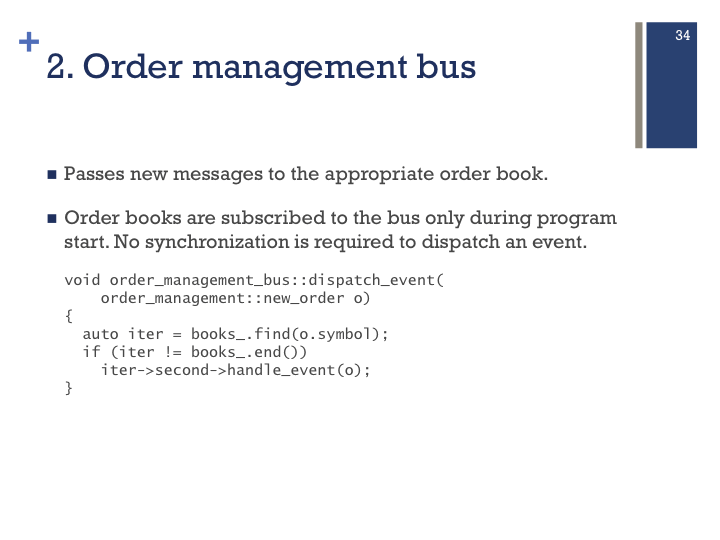 34
+
2. Order management bus
Passes new messages to the appropriate order book.
Order books are subscribed to the bus only during program
start. No synchronization is required to dispatch an event.
void order_management_bus::dispatch_event(
    order_management::new_order o)
{
  auto iter = books_.find(o.symbol);
  if (iter != books_.end())
    iter->second->handle_event(o);
}